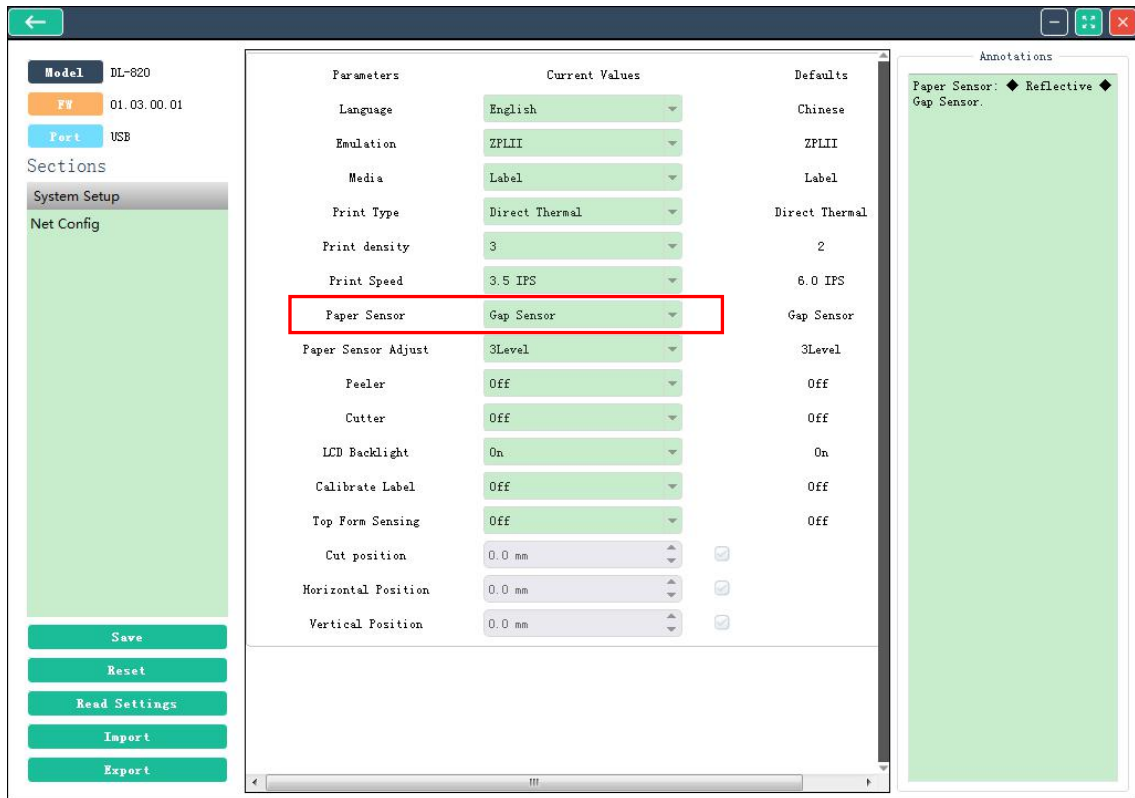 Model DL-820
FW 01.03.00.01
Port USB
Sections
System Setup
Net Config
Save
Reset
Read Settings
Import
Export
Parameters Current Values Defaults
Language English Chinese
Emulation ZPLII ZPLII
Media Label Label
Print Type Direct Thermal Direct Thermal
Print density 3 2
Print Speed 3.5 IPS 6.0 IPS
Paper Sensor Gap Sensor Gap Sensor
Paper Sensor Adjust 3Level 3Level
Peeler Off Off
Cutter Off Off
LCD Backlight On On
Calibrate Label Off Off
Top Form Sensing Off Off
Cut position 0.0 mm
Horizontal Position 0.0 mm
Vertical Position 0.0 mm
Annotations
Paper Sensor: ◆ Reflective ◆
Gap Sensor.